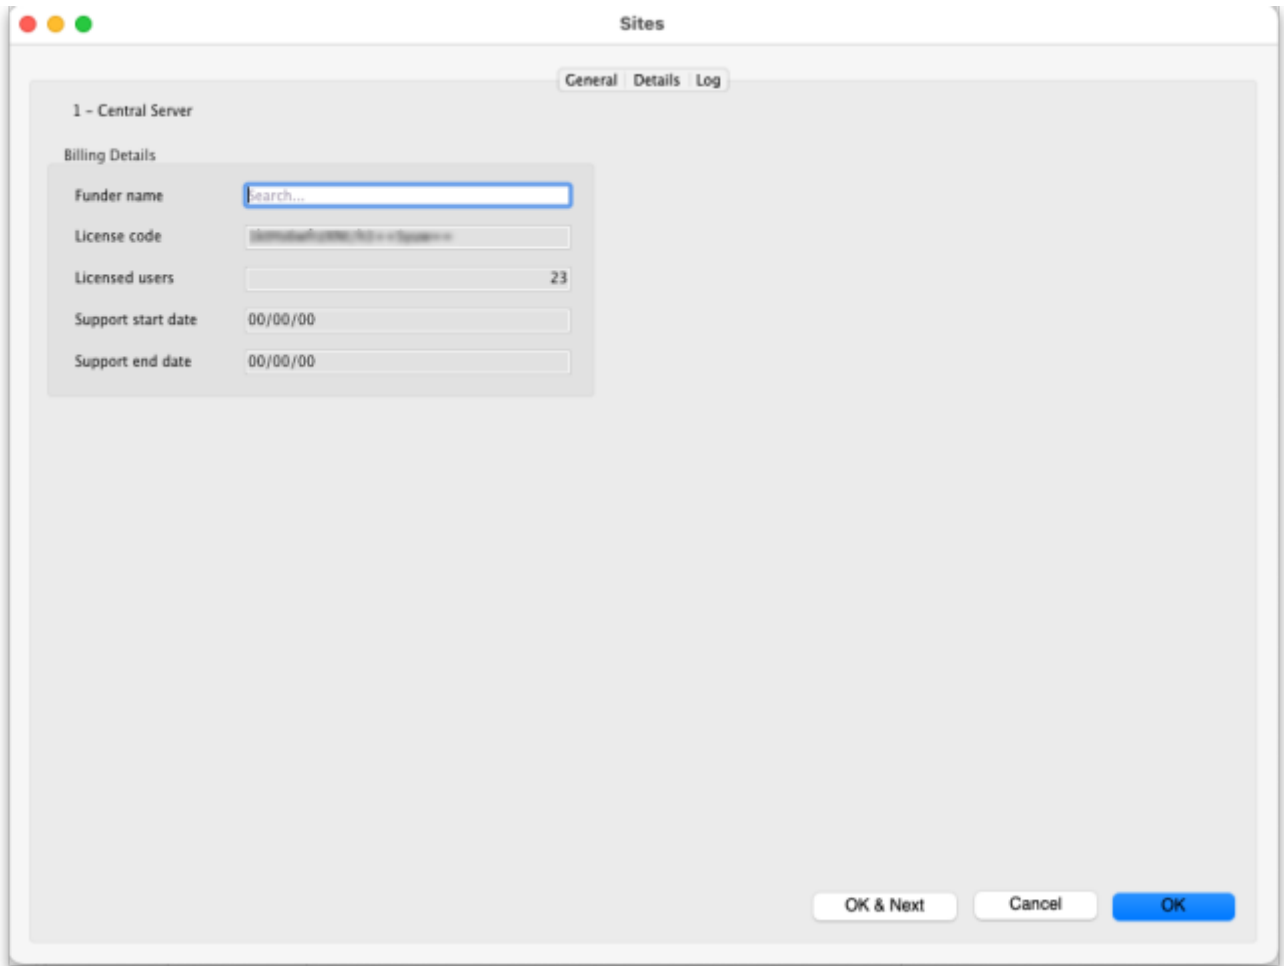 Sites
General Details Log
1 - Central Server
Billing Details
Funder name Search...
License code
Licensed users 23
Support start date 00/00/00
Support end date 00/00/00
OK & Next Cancel OK